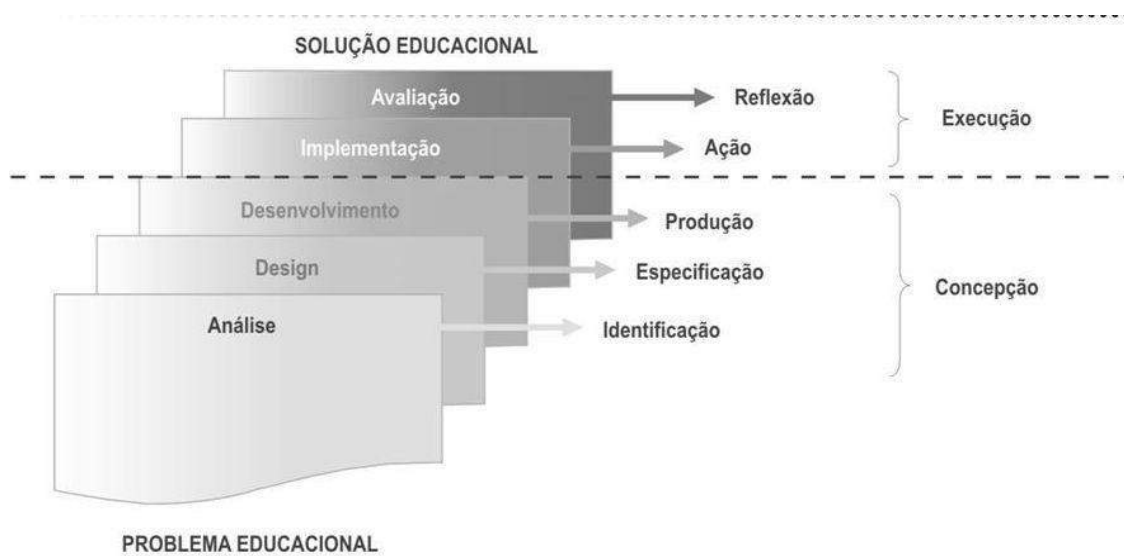 SOLUÇÃO EDUCACIONAL
Avaliação
Reflexão
Execução
Implementação
Ação
Desenvolvimento
Produção
Design
Especificação
Concepção
Análise
Identificação
PROBLEMA EDUCACIONAL